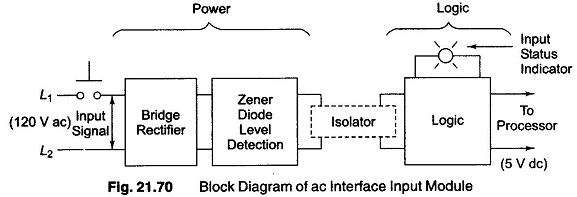 Power
Logic
Input
Status
Indicator
L1
(120 V ac)
L2
Input
Signal
Bridge
Rectifier
Zener
Diode
Level
Detection
Isolator
Logic
To
Processor
(5 V dc)
Fig. 21.70 Block Diagram of ac Interface Input Module